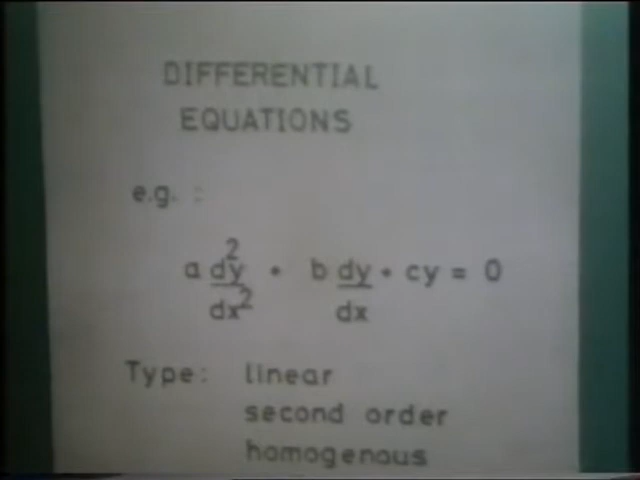 DIFFERENTIAL
EQUATIONS
e.g. :
a d²y/dx² + b dy/dx + cy = 0
Type: linear
second order
homogenous